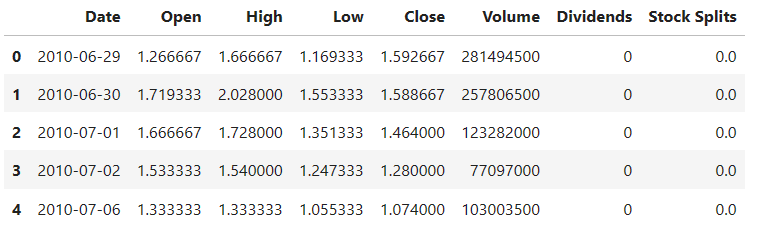 Date Open High Low Close Volume Dividends Stock Splits
0 2010-06-29 1.266667 1.666667 1.169333 1.592667 281494500 0 0.0
1 2010-06-30 1.719333 2.028000 1.553333 1.588667 257806500 0 0.0
2 2010-07-01 1.666667 1.728000 1.351333 1.464000 123282000 0 0.0
3 2010-07-02 1.533333 1.540000 1.247333 1.280000 77097000 0 0.0
4 2010-07-06 1.333333 1.333333 1.055333 1.074000 103003500 0 0.0